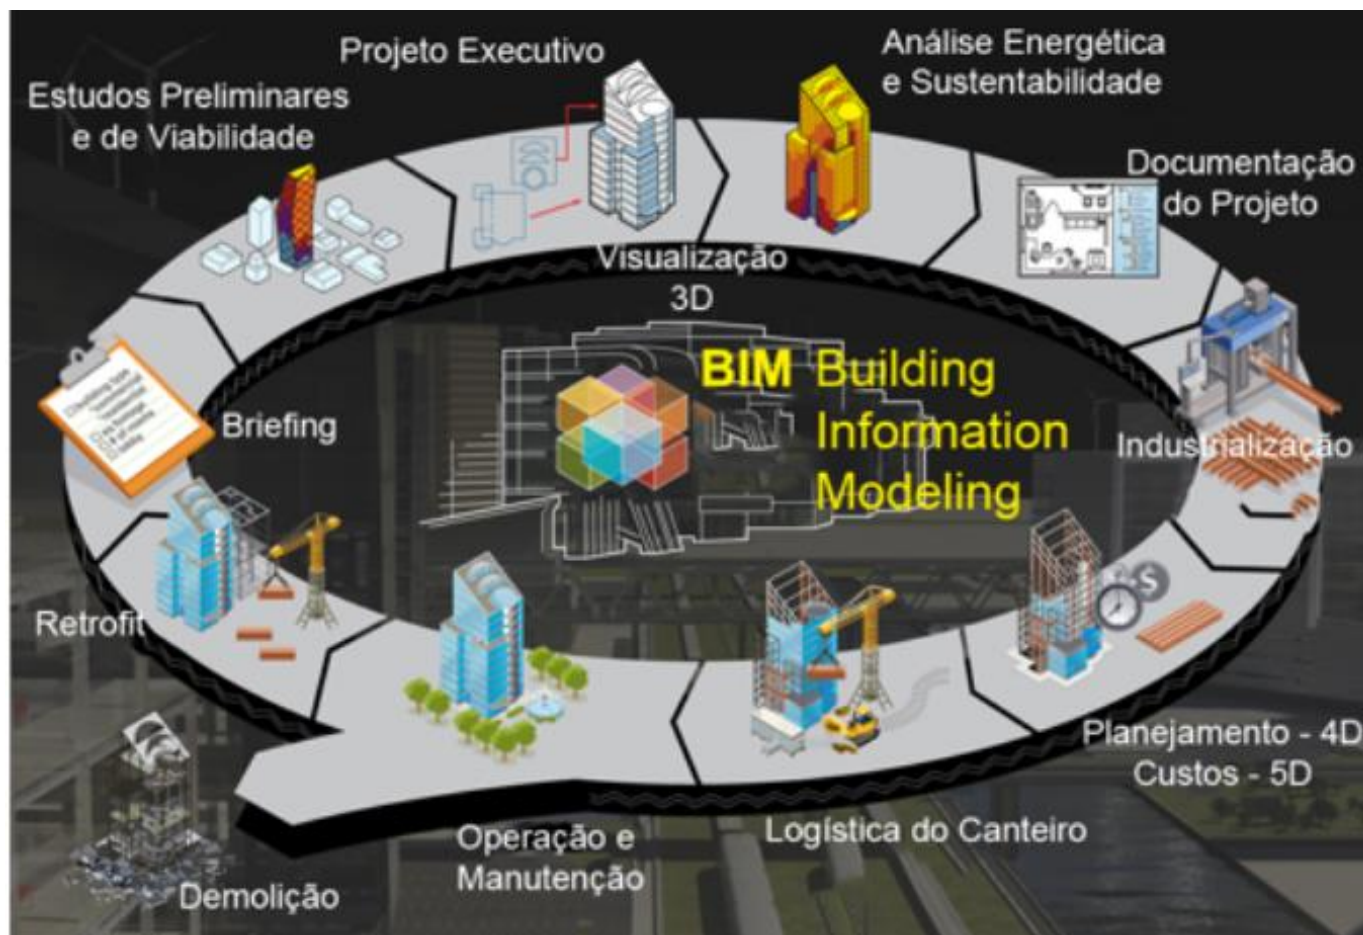 Projeto Executivo
Análise Energética
e Sustentabilidade
Estudos Preliminares
e de Viabilidade
Documentação
do Projeto
Visualização
3D
BIM Building
Information
Modeling
Briefing
Industrialização
Retrofit
Planejamento - 4D
Custos - 5D
Logística do Canteiro
Operação e
Manutenção
Demolição